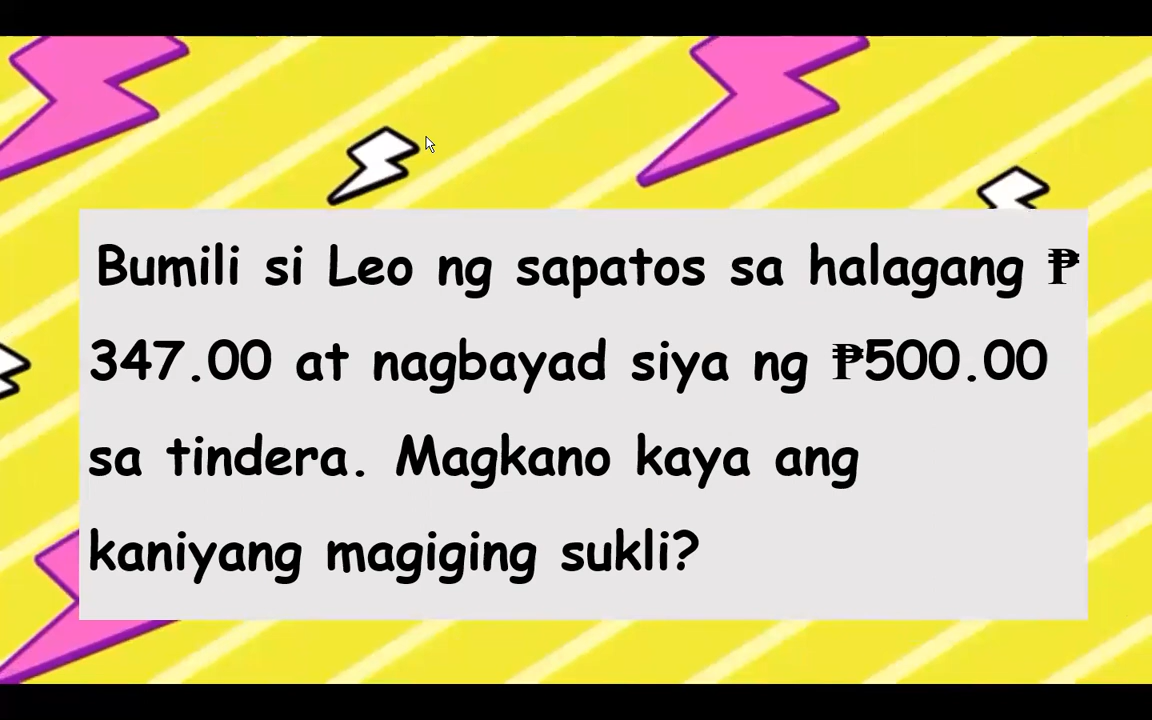 Bumili si Leo ng sapatos sa halagang ₱
347.00 at nagbayad siya ng ₱500.00
sa tindera. Magkano kaya ang
kaniyang magiging sukli?